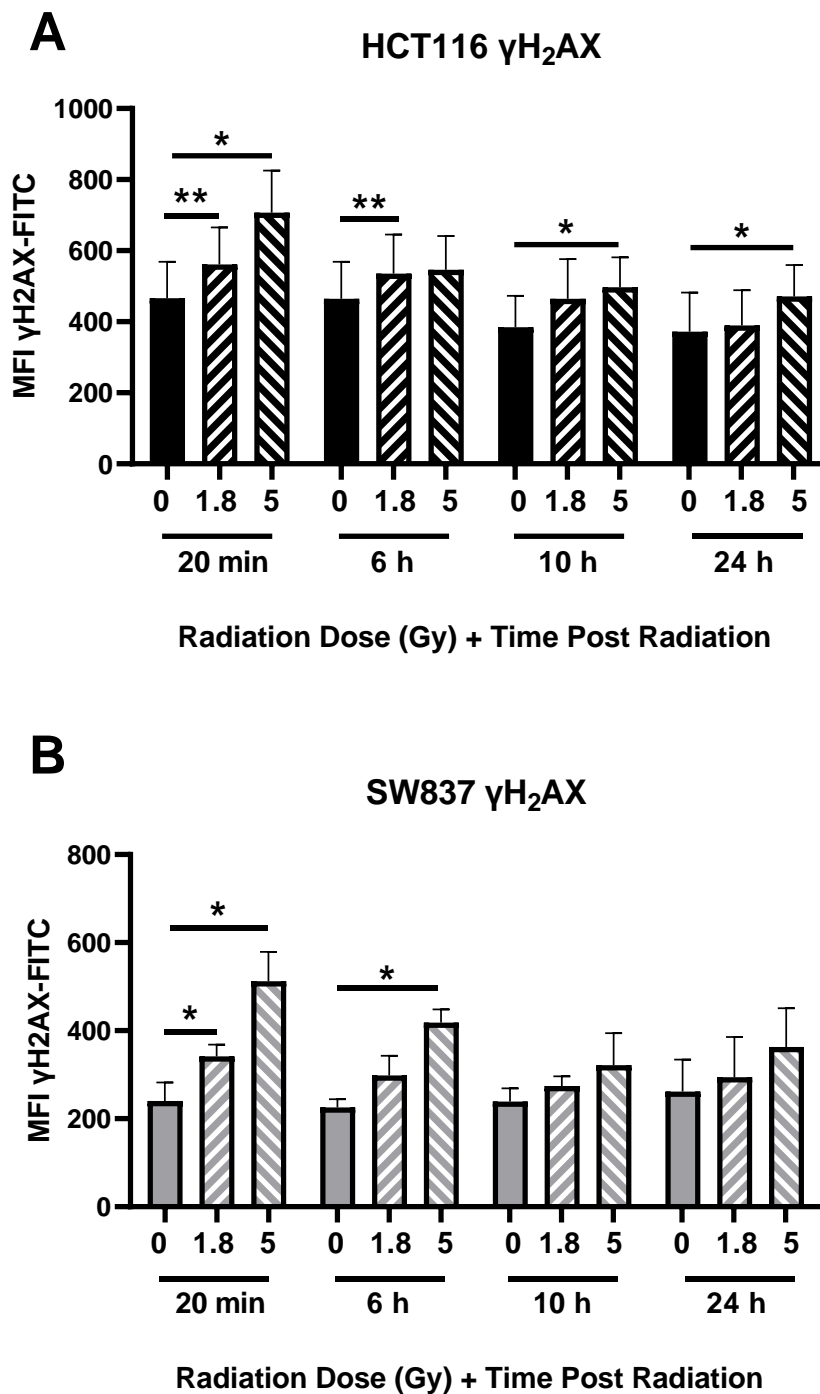 A
HCT116 γH₂AX
MFI γH2AX-FITC
1000
800
600
400
200
0
*
**
**
*
*
0 1.8 5 0 1.8 5 0 1.8 5 0 1.8 5
20 min 6 h 10 h 24 h
Radiation Dose (Gy) + Time Post Radiation
B
SW837 γH₂AX
MFI γH2AX-FITC
800
600
400
200
0
*
*
*
0 1.8 5 0 1.8 5 0 1.8 5 0 1.8 5
20 min 6 h 10 h 24 h
Radiation Dose (Gy) + Time Post Radiation